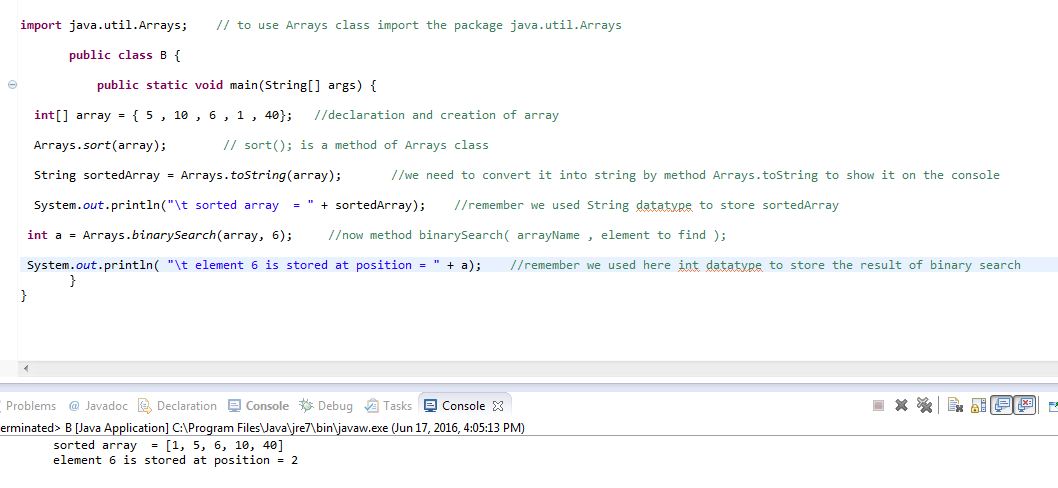 import java.util.Arrays; // to use Arrays class import the package java.util.Arrays
public class B {
public static void main(String[] args) {
int[] array = { 5 , 10 , 6 , 1 , 40}; //declaration and creation of array
Arrays.sort(array); // sort(); is a method of Arrays class
String sortedArray = Arrays.toString(array); //we need to convert it into string by method Arrays.toString to show it on the console
System.out.println("\t sorted array = " + sortedArray); //remember we used String datatype to store sortedArray
int a = Arrays.binarySearch(array, 6); //now method binarySearch( arrayName , element to find );
System.out.println( "\t element 6 is stored at position = " + a); //remember we used here int datatype to store the result of binary search
}
}
Problems @ Javadoc Declaration Console Debug Tasks Console
erminated> B [Java Application] C:\Program Files\Java\jre7\bin\javaw.exe (Jun 17, 2016, 4:05:13 PM)
sorted array = [1, 5, 6, 10, 40]
element 6 is stored at position = 2